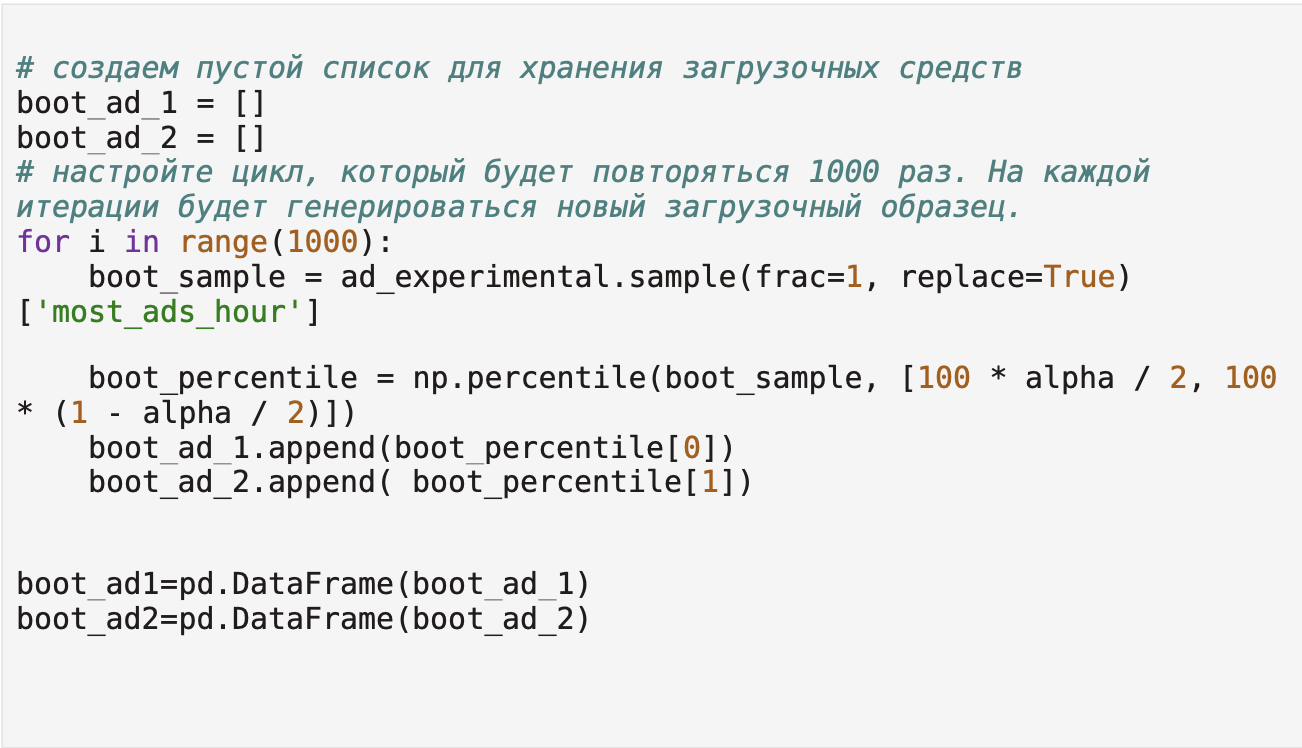 # создаем пустой список для хранения загрузочных средств
boot_ad_1 = []
boot_ad_2 = []
# настройте цикл, который будет повторяться 1000 раз. На каждой
итерации будет генерироваться новый загрузочный образец.
for i in range(1000):
    boot_sample = ad_experimental.sample(frac=1, replace=True)
['most_ads_hour']
    boot_percentile = np.percentile(boot_sample, [100 * alpha / 2, 100
* (1 - alpha / 2)])
    boot_ad_1.append(boot_percentile[0])
    boot_ad_2.append( boot_percentile[1])
boot_ad1=pd.DataFrame(boot_ad_1)
boot_ad2=pd.DataFrame(boot_ad_2)